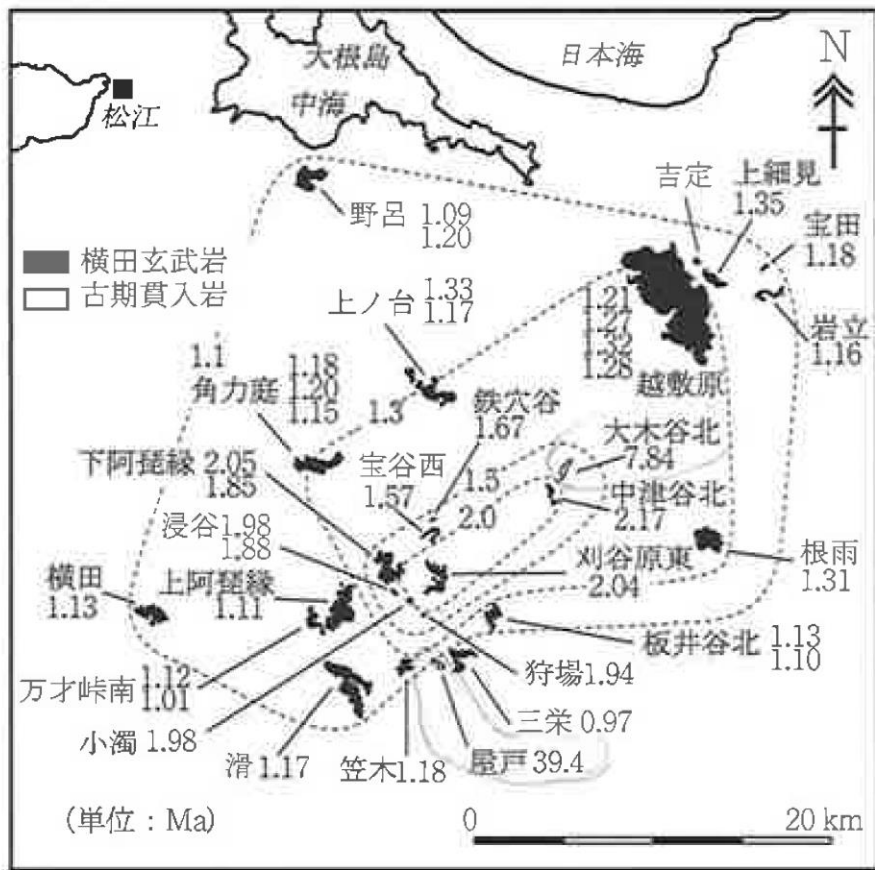 大根島
日本海
N
中海
松江
吉定
上細見
1.35
宝田
1.18
野呂 1.09
1.20
横田玄武岩
古期貫入岩
上ノ台 1.33
1.17
1.21
1.27
1.32
1.28
越敷原
岩立
1.16
1.1
角力庭
1.18
1.20
1.15
1.3
鉄穴谷
1.67
大木谷北
7.84
下阿琵縁 2.05
1.85
宝谷西
1.57
1.5
2.0
中津谷北
2.17
浸谷 1.98
1.88
刈谷原東
2.04
根雨
1.31
横田
1.13
上阿琵縁
1.11
板井谷北 1.13
1.10
万才峠南 1.12
1.01
狩場 1.94
小濁 1.98
三栄 0.97
滑 1.17
笠木 1.18
屋戸 39.4
(単位：Ma)
0
20 km